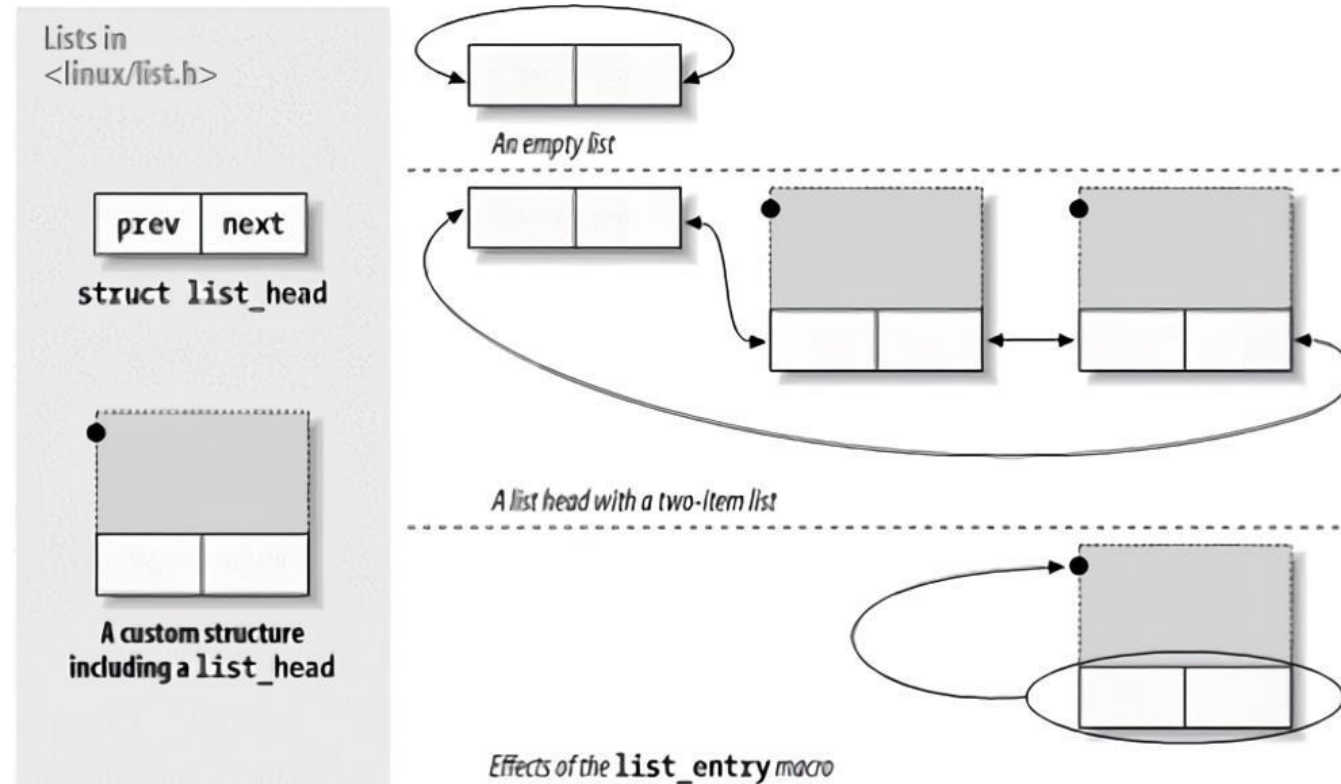 Lists in
<linux/list.h>
prev next
struct list_head
A custom structure
including a list_head
An empty list
A list head with a two-item list
Effects of the list_entry macro